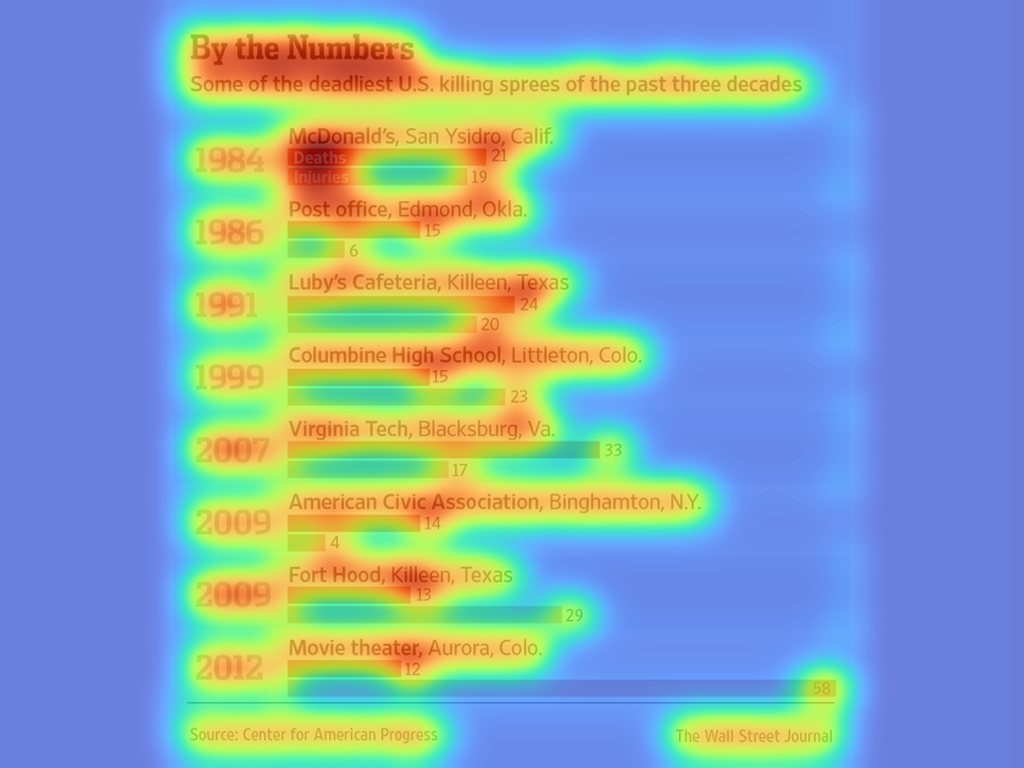 By the Numbers
Some of the deadliest U.S. killing sprees of the past three decades
1984
McDonald's, San Ysidro, Calif.
Deaths 21
Injuries 19
1986
Post office, Edmond, Okla.
15
6
1991
Luby's Cafeteria, Killeen, Texas
24
20
1999
Columbine High School, Littleton, Colo.
15
23
2007
Virginia Tech, Blacksburg, Va.
33
17
2009
American Civic Association, Binghamton, N.Y.
14
4
2009
Fort Hood, Killeen, Texas
13
29
2012
Movie theater, Aurora, Colo.
12
58
Source: Center for American Progress
The Wall Street Journal